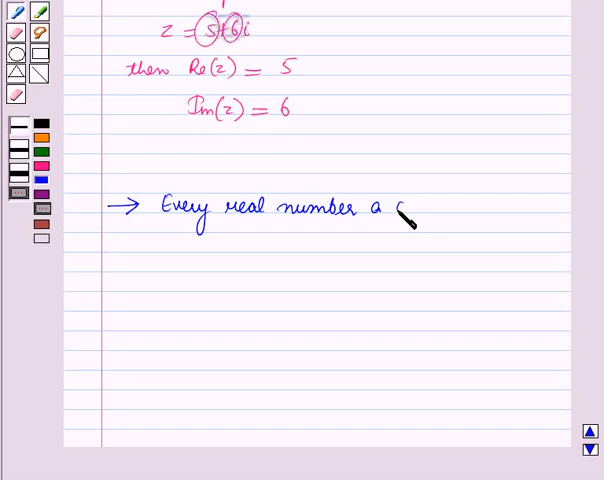 z = 5+6i
then Re(z) = 5
Im(z) = 6
→ Every real number a